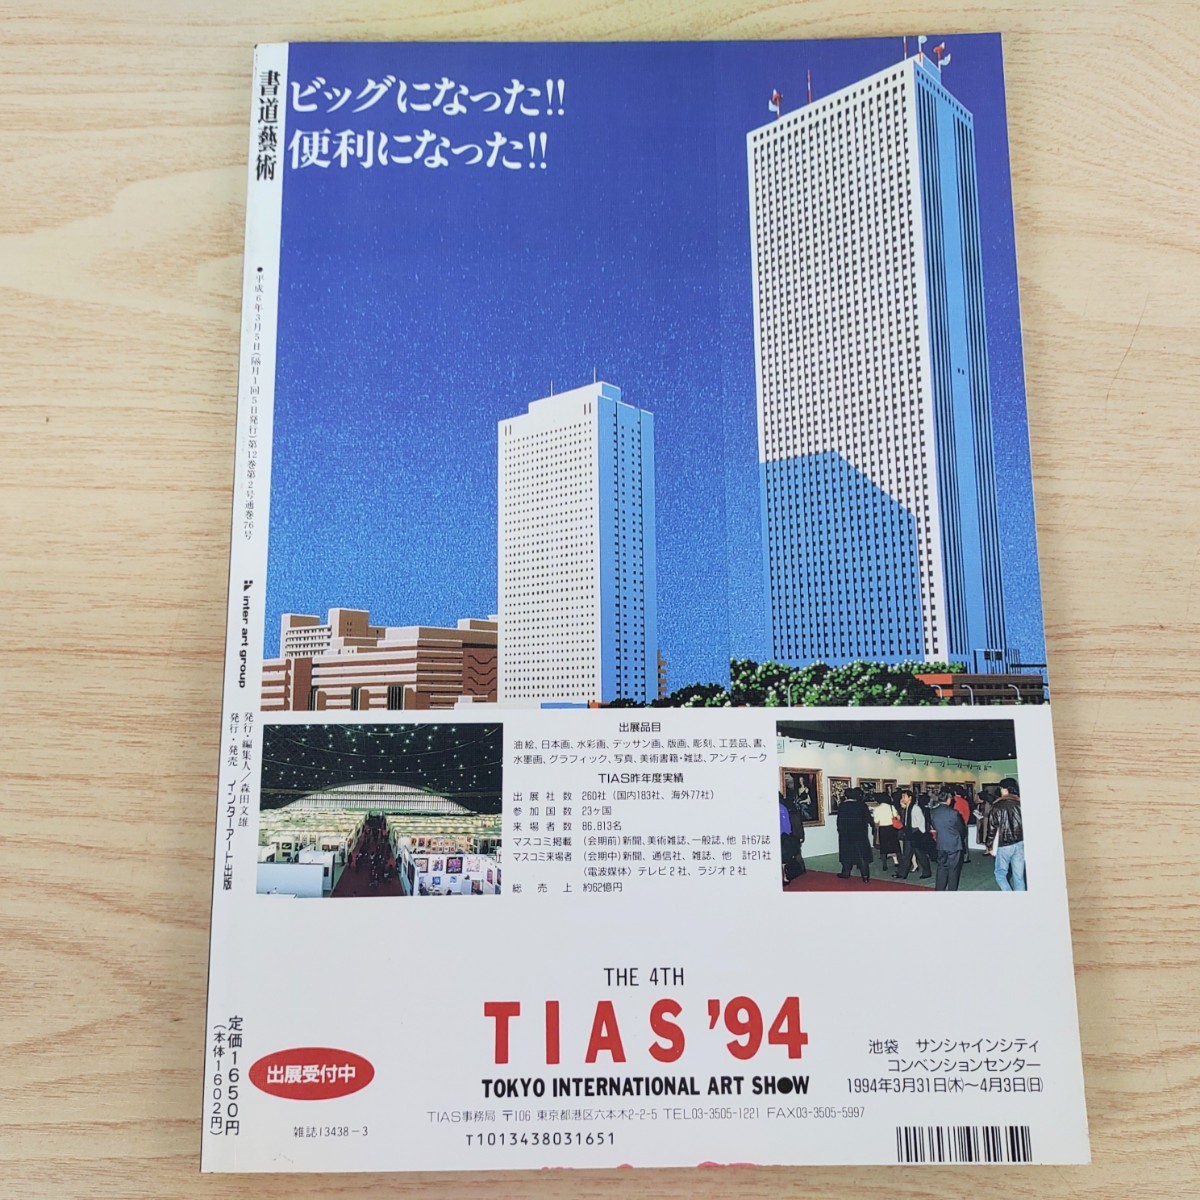 書道藝術
●平成6年3月5日(隔月1回5日発行)第12巻第2号通巻76号
inter art group
発行・編集人／森田文雄
発行・発売 インターアート出版
定価1650円
(本体1602円)
ビッグになった!!
便利になった!!
出展品目
油絵、日本画、水彩画、デッサン画、版画、彫刻、工芸品、書、
水墨画、グラフィック、写真、美術書籍・雑誌、アンティーク
TIAS昨年度実績
出展社数 260社（国内183社、海外77社）
参加国数 23ヶ国
来場者数 86,813名
マスコミ掲載 (会期前)新聞、美術雑誌、一般誌、他 計67誌
マスコミ来場者 (会期中)新聞、通信社、雑誌、他 計21社
(電波媒体) テレビ2社、ラジオ2社
総売上 約62億円
THE 4TH
TIAS '94
TOKYO INTERNATIONAL ART SHOW
池袋 サンシャインシティ
コンベンションセンター
1994年3月31日(木)〜4月3日(日)
出展受付中
TIAS事務局 〒106 東京都港区六本木2-2-5 TEL03-3505-1221 FAX03-3505-5997
雑誌13438-3
T1013438031651